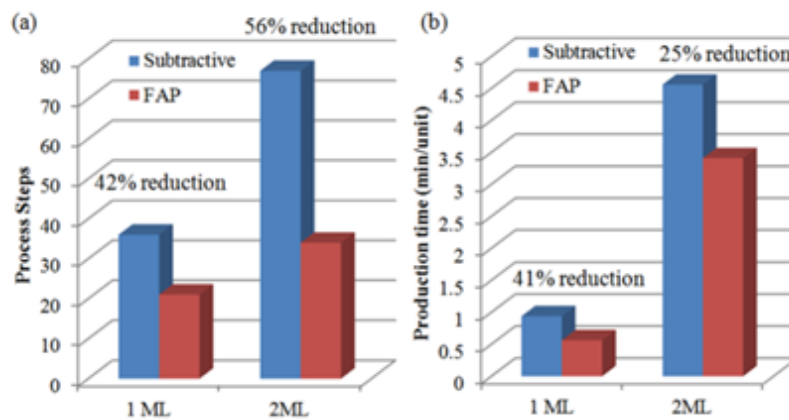 (a)
56% reduction
80
70
60
50
40
30
20
10
0
Process Steps
Subtractive
FAP
42% reduction
1 ML
2ML
(b)
25% reduction
5
4.5
4
3.5
3
2.5
2
1.5
1
0.5
0
Production time (min/unit)
Subtractive
FAP
41% reduction
1 ML
2ML